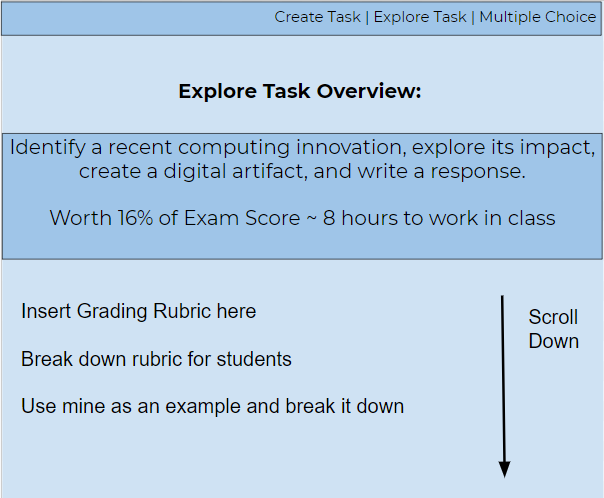 Create Task | Explore Task | Multiple Choice
Explore Task Overview:
Identify a recent computing innovation, explore its impact,
create a digital artifact, and write a response.
Worth 16% of Exam Score ~ 8 hours to work in class
Insert Grading Rubric here
Break down rubric for students
Use mine as an example and break it down
Scroll
Down